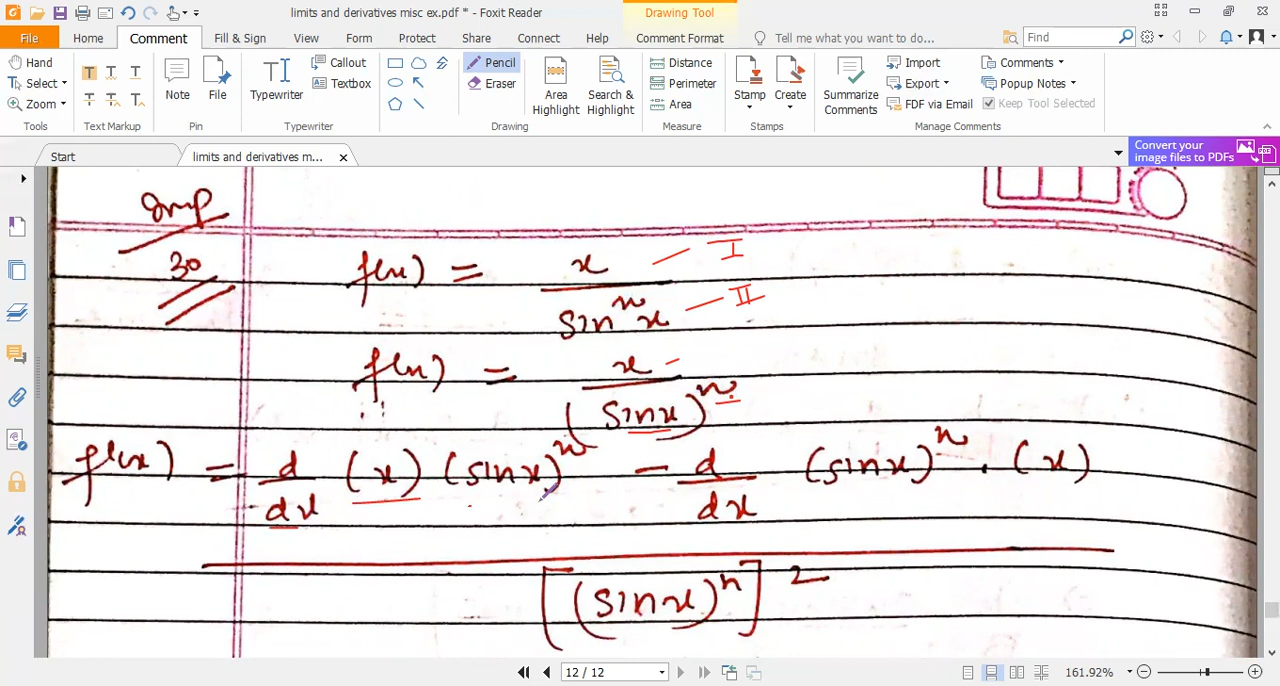 limits and derivatives misc ex.pdf * - Foxit Reader
Drawing Tool
File Home Comment Fill & Sign View Form Protect Share Connect Help Comment Format Tell me what you want to do... Find
Hand
Select
Zoom
Tools
Text Markup
Note
File
Pin
Typewriter
Callout
Textbox
Typewriter
Pencil
Eraser
Drawing
Area Highlight
Search & Highlight
Distance
Perimeter
Area
Measure
Stamp
Create
Stamps
Summarize Comments
Import
Export
FDF via Email
Comments
Popup Notes
Keep Tool Selected
Manage Comments
Start
limits and derivatives m...
Convert your
image files to PDFs
Imp
30
f(x) = x — I
sin^n x — II
f(x) = x
(sinx)^n
f'(x) = d/dx (x) (sinx)^n − d/dx (sinx)^n . (x)
[(sinx)^n]^2
12 / 12
161.92%